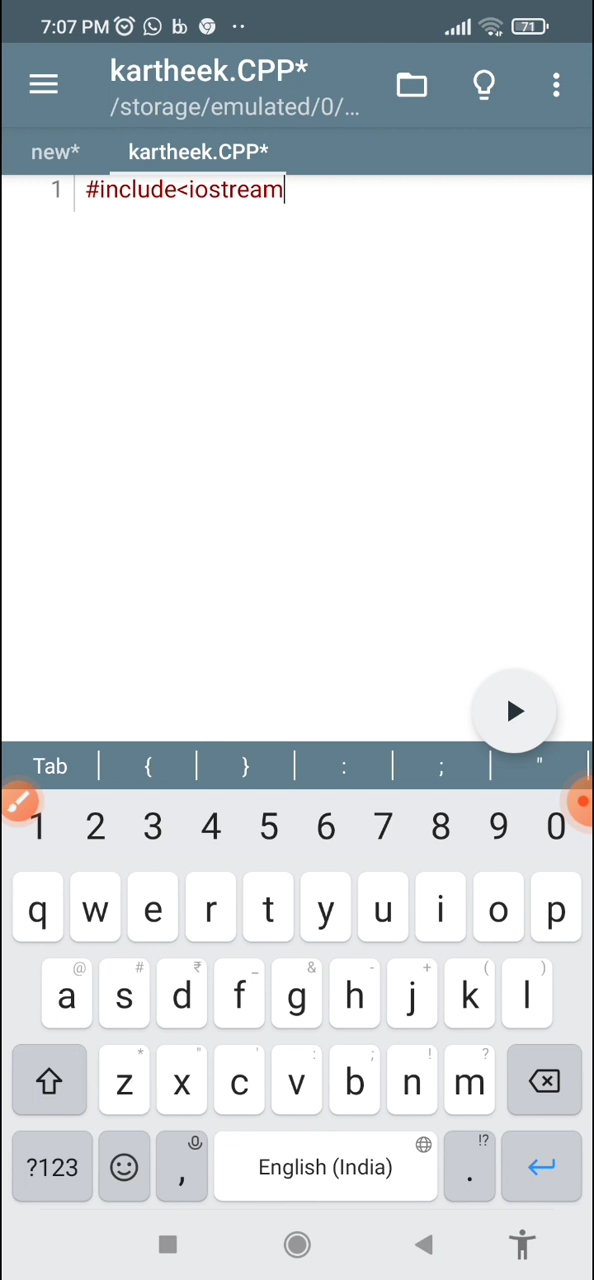 7:07 PM 71
kartheek.CPP*
/storage/emulated/0/...
new* kartheek.CPP*
1 #include<iostream
Tab { } : ; "
1 2 3 4 5 6 7 8 9 0
q w e r t y u i o p
@ # ₹ _ & - + ( )
a s d f g h j k l
* " ' : ; ! ?
z x c v b n m
!?
?123 , English (India) .